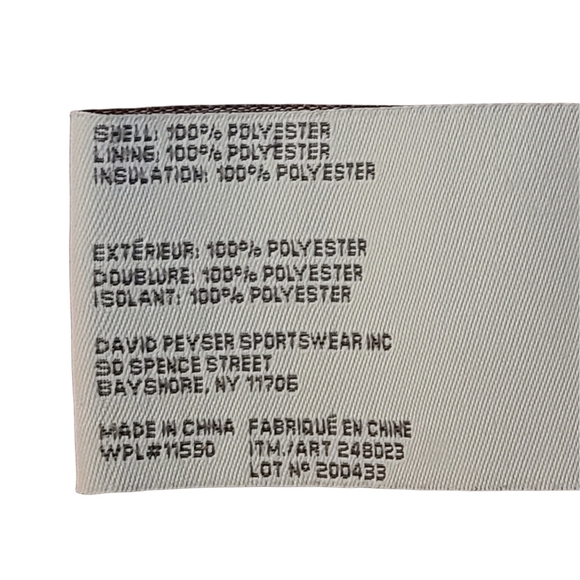 SHELL: 100% POLYESTER
LINING: 100% POLYESTER
INSULATION: 100% POLYESTER
EXTÉRIEUR: 100% POLYESTER
DOUBLURE: 100% POLYESTER
ISOLANT: 100% POLYESTER
DAVID PEYSER SPORTSWEAR INC
90 SPENCE STREET
BAYSHORE, NY 11706
MADE IN CHINA FABRIQUÉ EN CHINE
WPL#11590 ITM./ART 248023
LOT Nº 200433